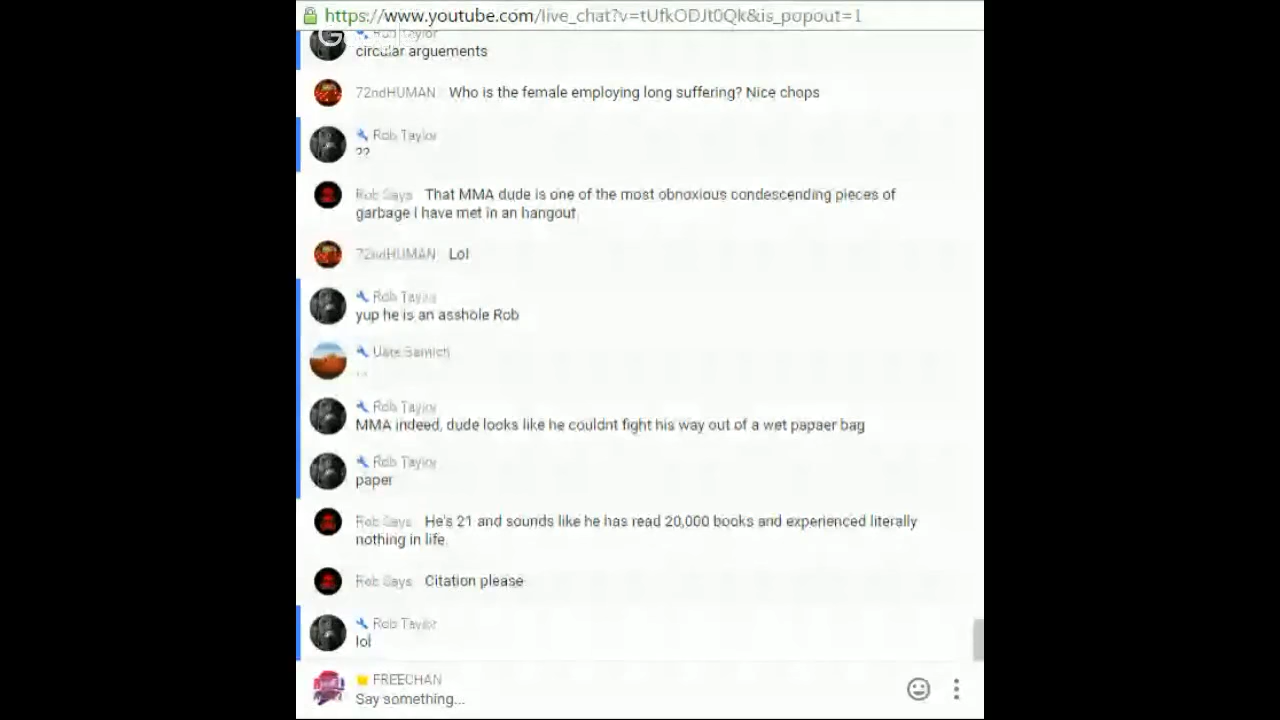 https://www.youtube.com/live_chat?v=tUfkODJt0Qk&is_popout=1
Rob Taylor
circular arguements
72ndHUMAN Who is the female employing long suffering? Nice chops
Rob Taylor
??
Rob Says That MMA dude is one of the most obnoxious condescending pieces of
garbage I have met in an hangout
72ndHUMAN Lol
Rob Taylor
yup he is an asshole Rob
...
Rob Taylor
MMA indeed, dude looks like he couldnt fight his way out of a wet papaer bag
Rob Taylor
paper
Rob Says He's 21 and sounds like he has read 20,000 books and experienced literally
nothing in life.
Rob Says Citation please
Rob Taylor
lol
FREECHAN
Say something...